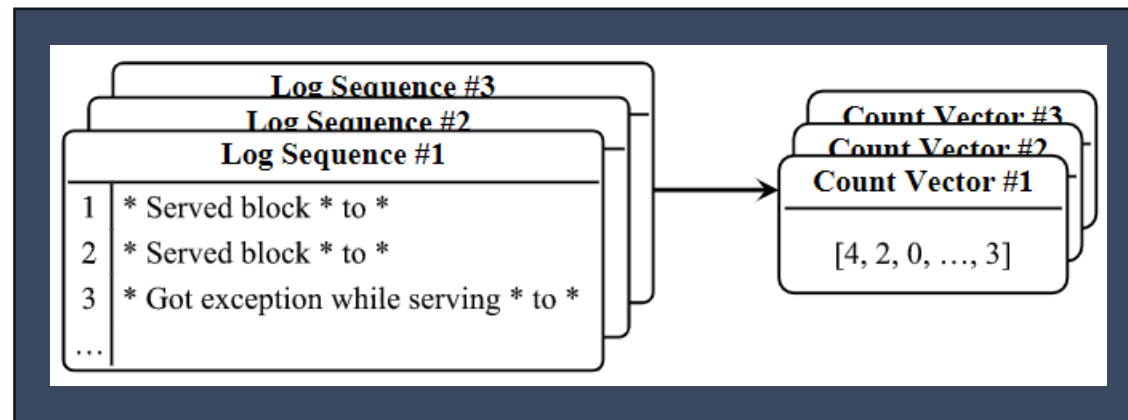 Log Sequence #3
Log Sequence #2
Log Sequence #1
1 * Served block * to *
2 * Served block * to *
3 * Got exception while serving * to *
...
Count Vector #3
Count Vector #2
Count Vector #1
[4, 2, 0, ..., 3]